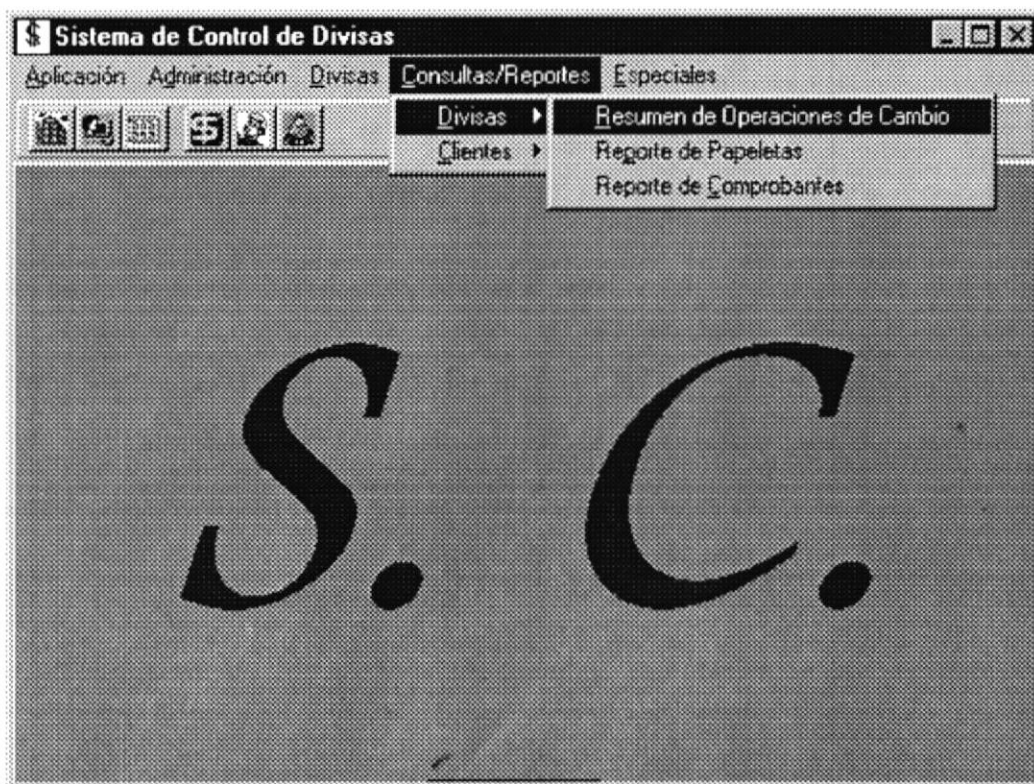 Sistema de Control de Divisas
Aplicación Administración Divisas Consultas/Reportes Especiales
Divisas Resumen de Operaciones de Cambio
Clientes Reporte de Papeletas
Reporte de Comprobantes
S. C.